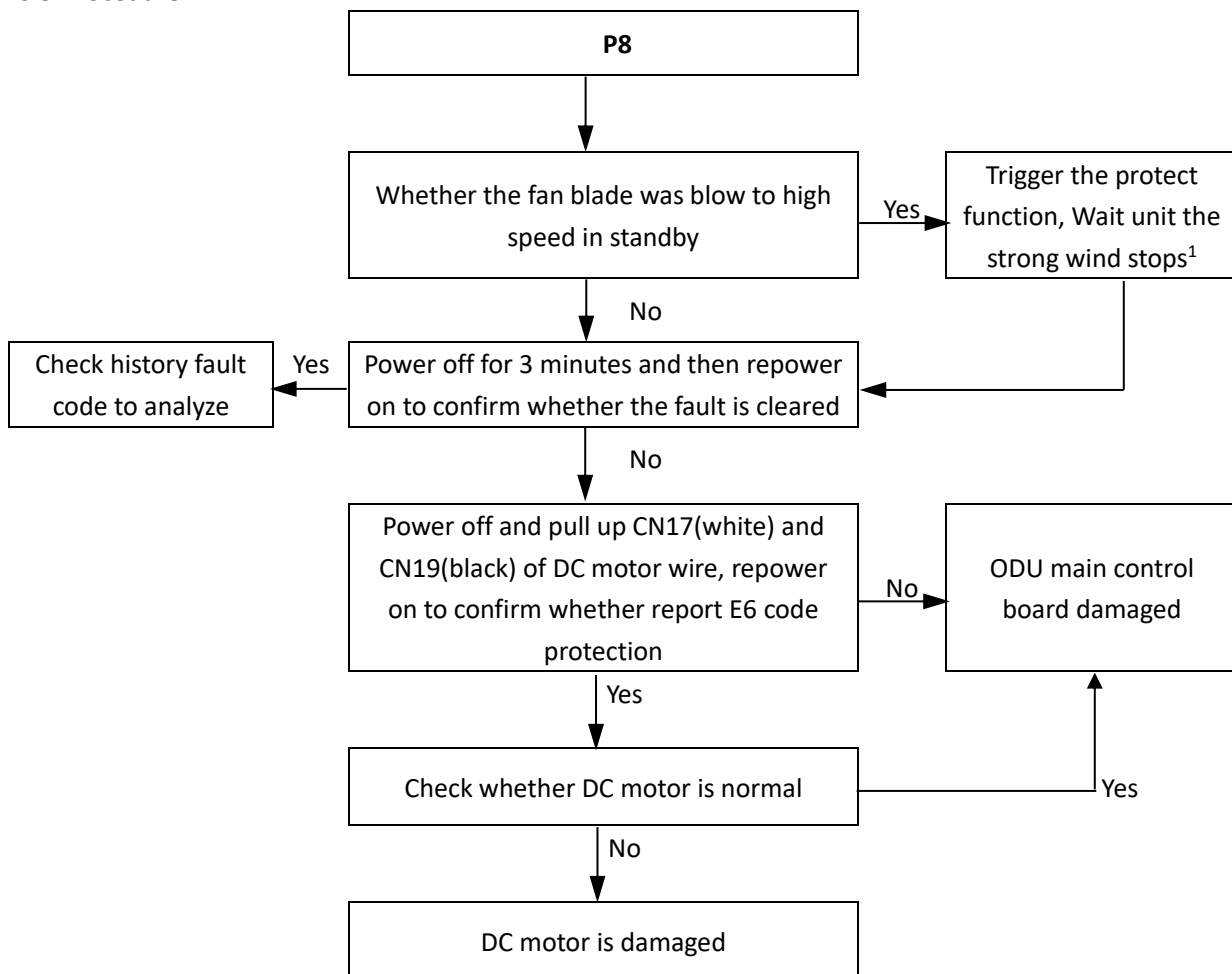 P8
Whether the fan blade was blow to high
speed in standby
Yes
Trigger the protect
function, Wait unit the
strong wind stops1
No
Check history fault
code to analyze
Yes
Power off for 3 minutes and then repower
on to confirm whether the fault is cleared
No
Power off and pull up CN17(white) and
CN19(black) of DC motor wire, repower
on to confirm whether report E6 code
protection
No
ODU main control
board damaged
Yes
Check whether DC motor is normal
Yes
No
DC motor is damaged